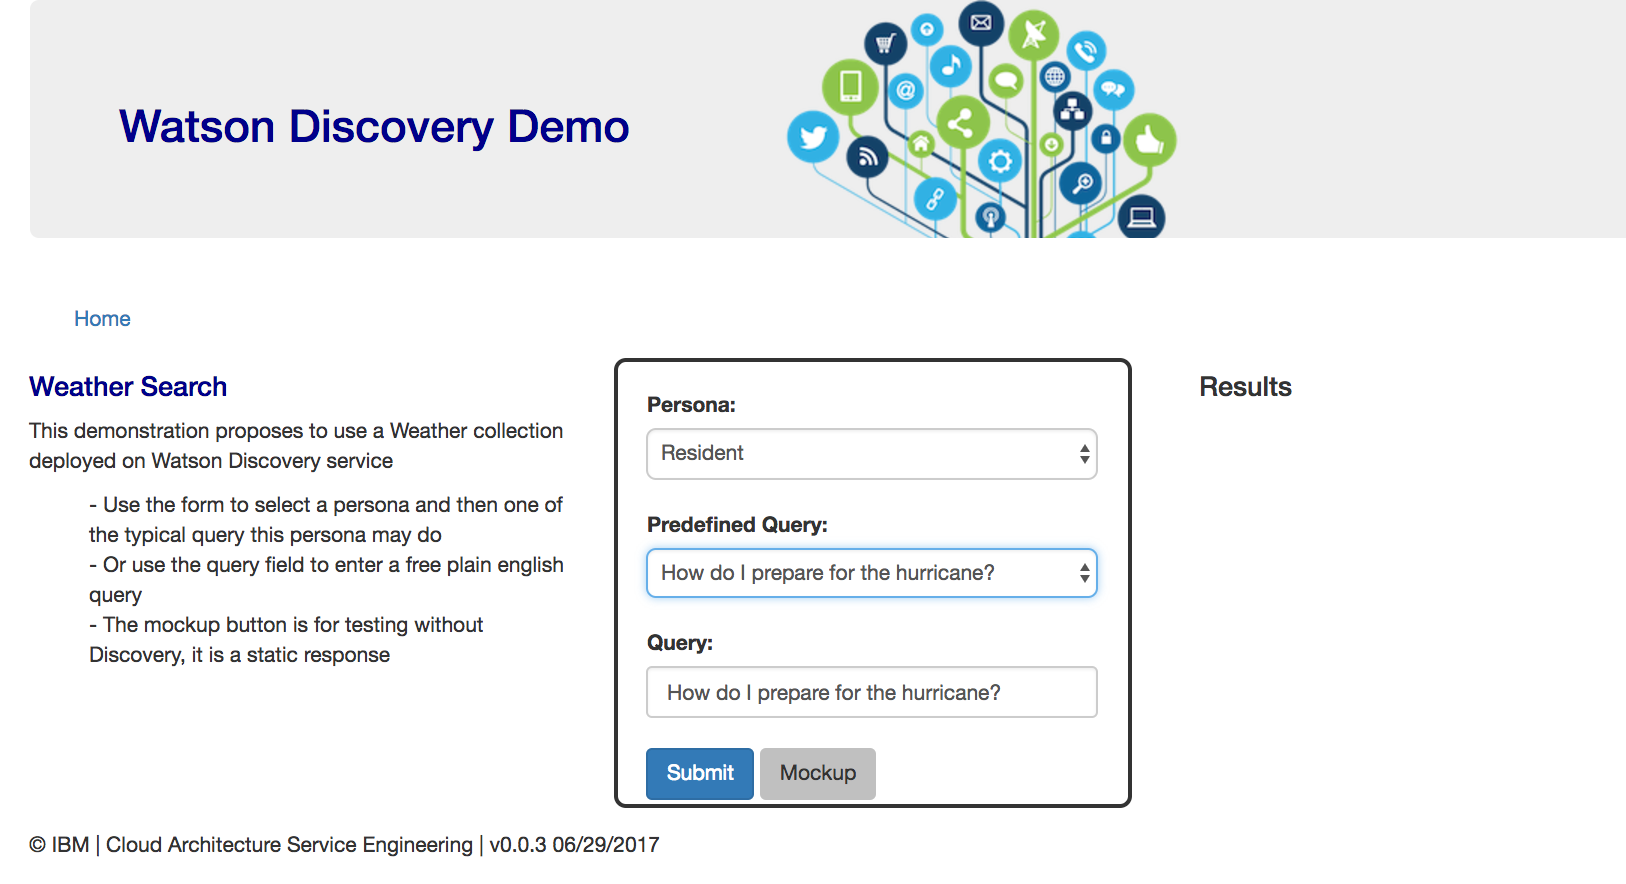 Watson Discovery Demo
Home
Weather Search
This demonstration proposes to use a Weather collection
deployed on Watson Discovery service
- Use the form to select a persona and then one of
the typical query this persona may do
- Or use the query field to enter a free plain english
query
- The mockup button is for testing without
Discovery, it is a static response
Persona:
Resident
Predefined Query:
How do I prepare for the hurricane?
Query:
How do I prepare for the hurricane?
Submit Mockup
Results
© IBM | Cloud Architecture Service Engineering | v0.0.3 06/29/2017